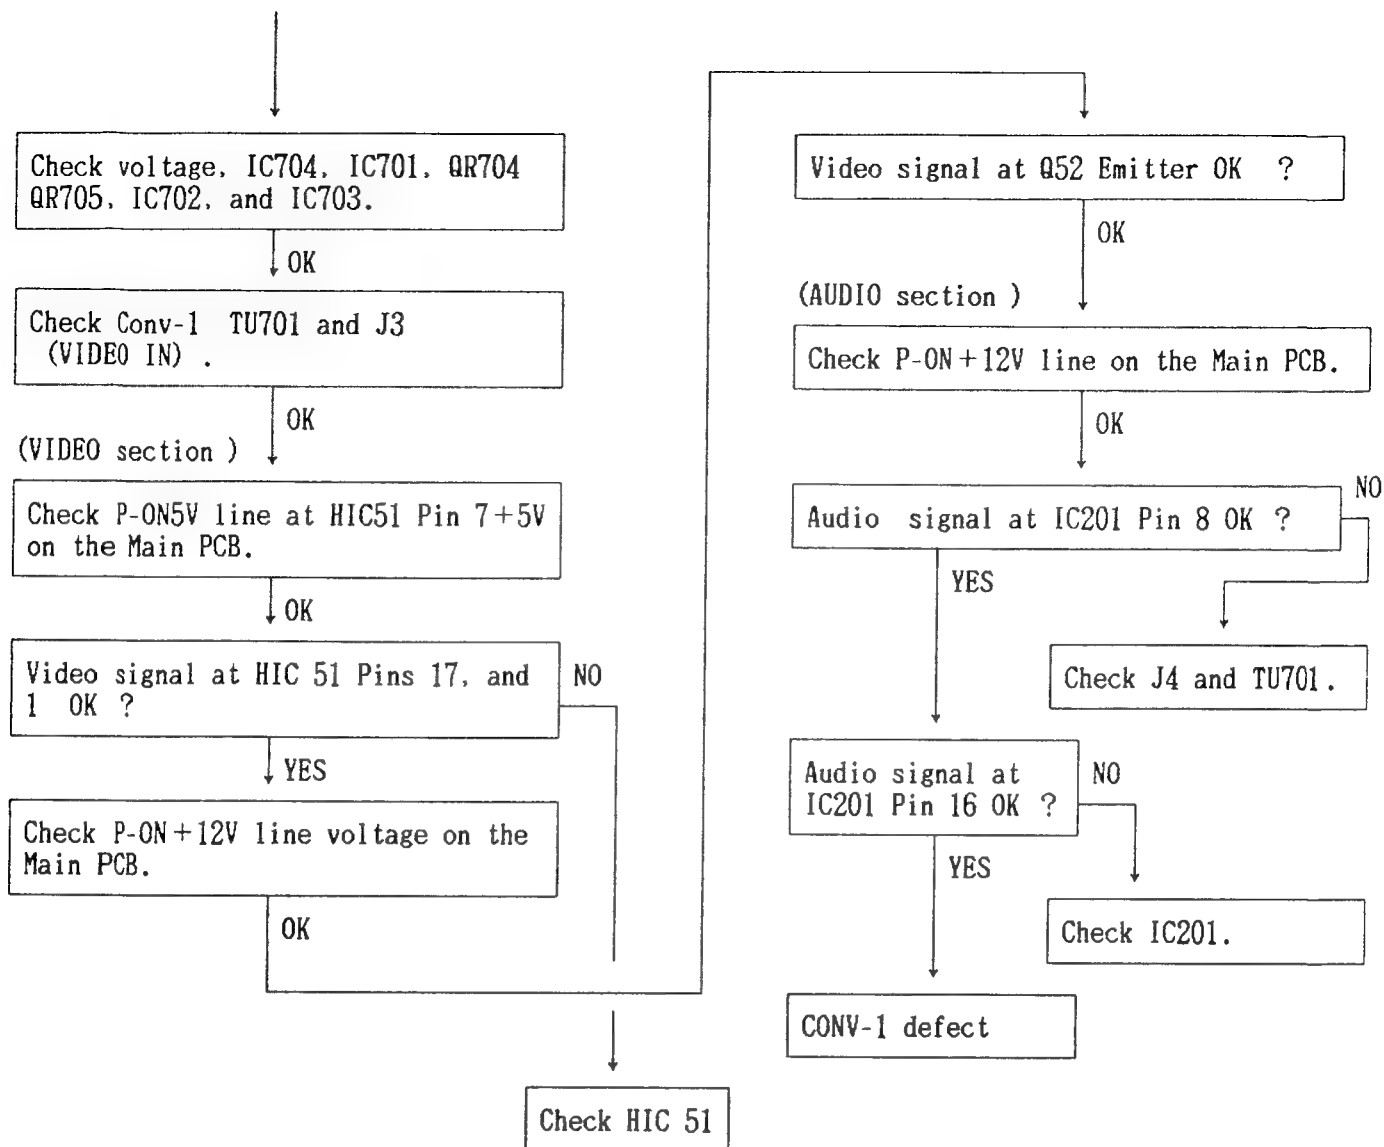 Check voltage, IC704, IC701, QR704
QR705, IC702, and IC703.
OK
Check Conv-1 TU701 and J3
(VIDEO IN) .
OK
(VIDEO section )
Check P-ON5V line at HIC51 Pin 7+5V
on the Main PCB.
OK
Video signal at HIC 51 Pins 17, and
1 OK ?
NO
YES
Check P-ON+12V line voltage on the
Main PCB.
OK
Check HIC 51
Video signal at Q52 Emitter OK ?
OK
(AUDIO section )
Check P-ON+12V line on the Main PCB.
OK
Audio signal at IC201 Pin 8 OK ?
NO
YES
Check J4 and TU701.
Audio signal at
IC201 Pin 16 OK ?
NO
YES
Check IC201.
CONV-1 defect